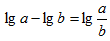 lg a − lg b = lg a/b